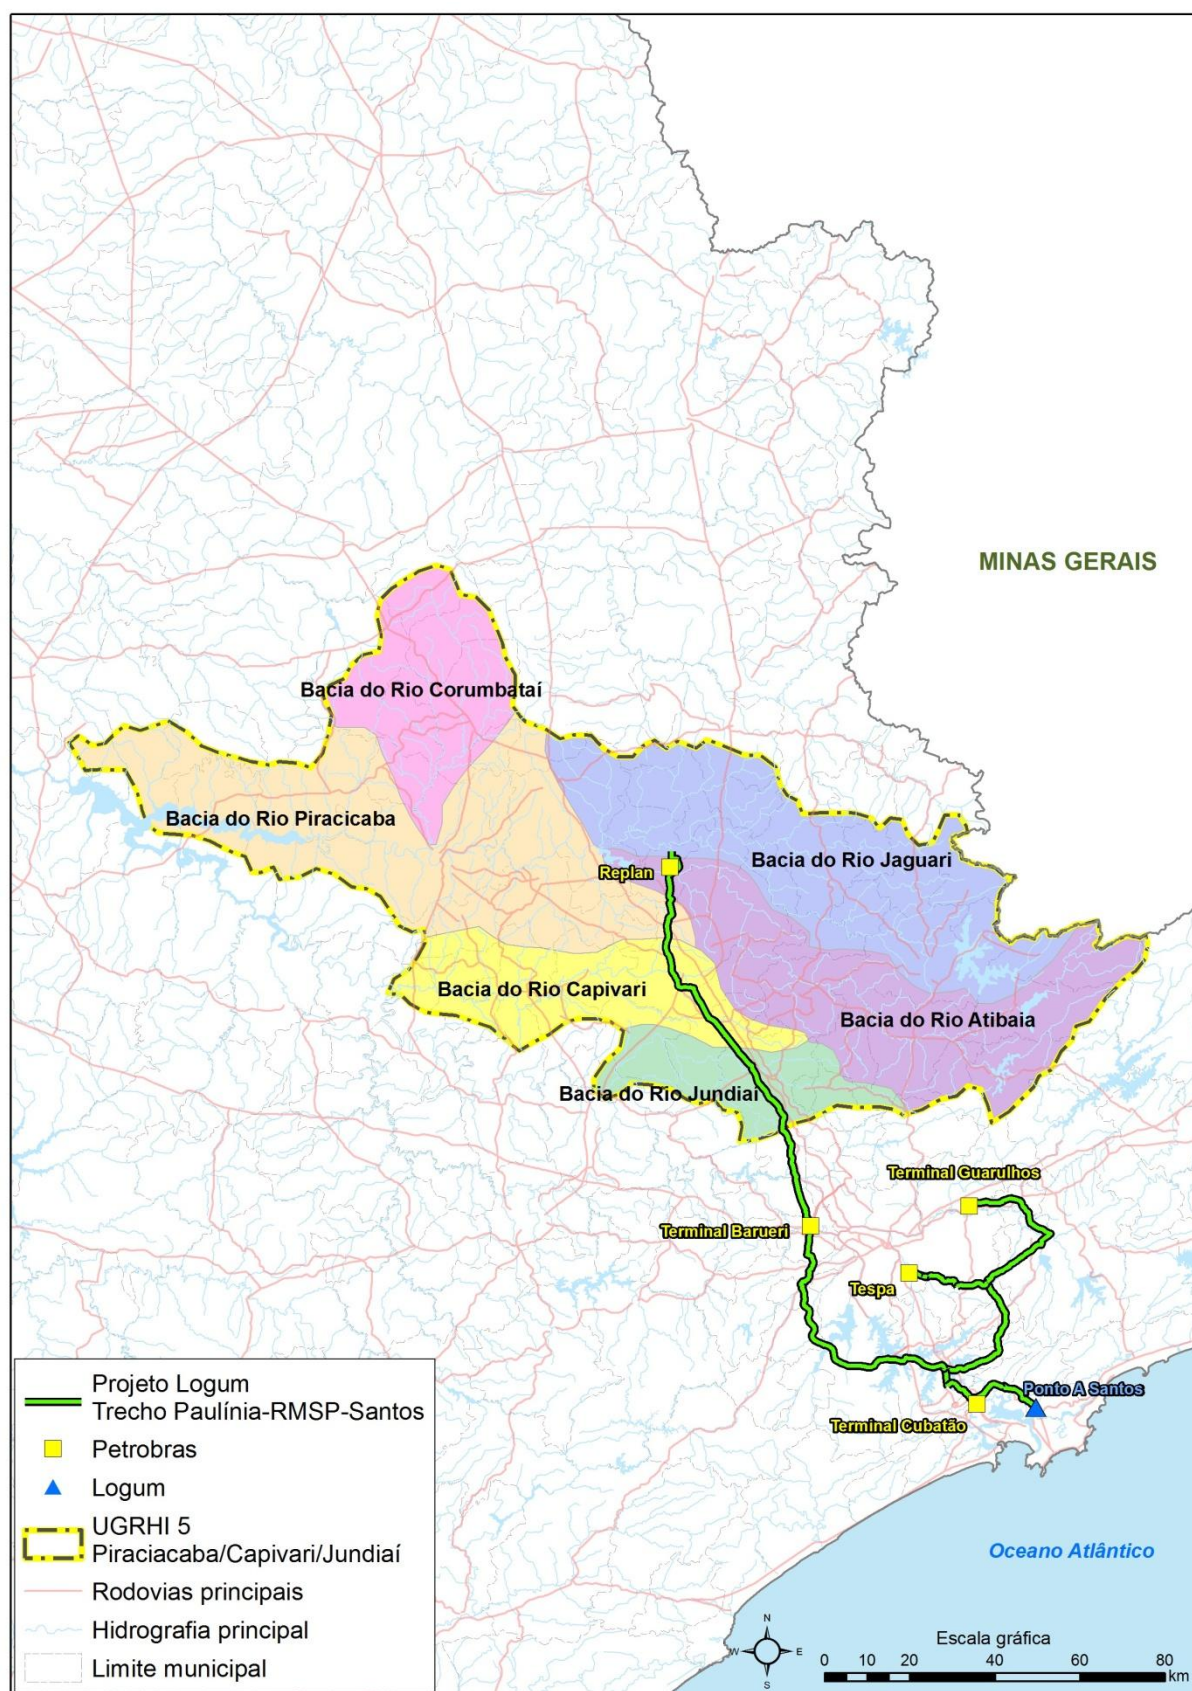 MINAS GERAIS
Bacia do Rio Corumbataí
Bacia do Rio Piracicaba
Bacia do Rio Jaguari
Replan
Bacia do Rio Capivari
Bacia do Rio Atibaia
Bacia do Rio Jundiaí
Terminal Guarulhos
Terminal Barueri
Tespa
Ponto A Santos
Terminal Cubatão
Oceano Atlântico
Projeto Logum
Trecho Paulínia-RMSP-Santos
Petrobras
Logum
UGRHI 5
Piraciacaba/Capivari/Jundiaí
Rodovias principais
Hidrografia principal
Limite municipal
N
W
E
S
Escala gráfica
0 10 20 40 60 80
km